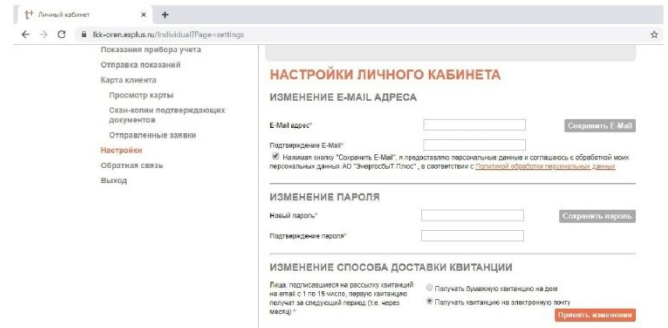 Личный кабинет
lkk-oren.esplus.ru/Individual?Page=settings
Показания прибора учета
Отправка показаний
Карта клиента
Просмотр карты
Скан-копии подтверждающих
документов
Отправленные заявки
Настройки
Обратная связь
Выход
НАСТРОЙКИ ЛИЧНОГО КАБИНЕТА
ИЗМЕНЕНИЕ E-MAIL АДРЕСА
E-Mail адрес*
Сохранить E-Mail
Подтверждение E-Mail*
Нажимая кнопку "Сохранить E-Mail", я предоставляю персональные данные и соглашаюсь с обработкой моих
персональных данных АО "ЭнергосбыТ Плюс" , в соответствии с Политикой обработки персональных данных
ИЗМЕНЕНИЕ ПАРОЛЯ
Новый пароль*
Сохранить пароль
Подтверждение пароля*
ИЗМЕНЕНИЕ СПОСОБА ДОСТАВКИ КВИТАНЦИИ
Лица, подписавшиеся на рассылку квитанций
на email с 1 по 15 число, первую квитанцию
получат за следующий период (т.е. через
месяц) *
Получать бумажную квитанцию на дом
Получать квитанцию на электронную почту
Принять изменения